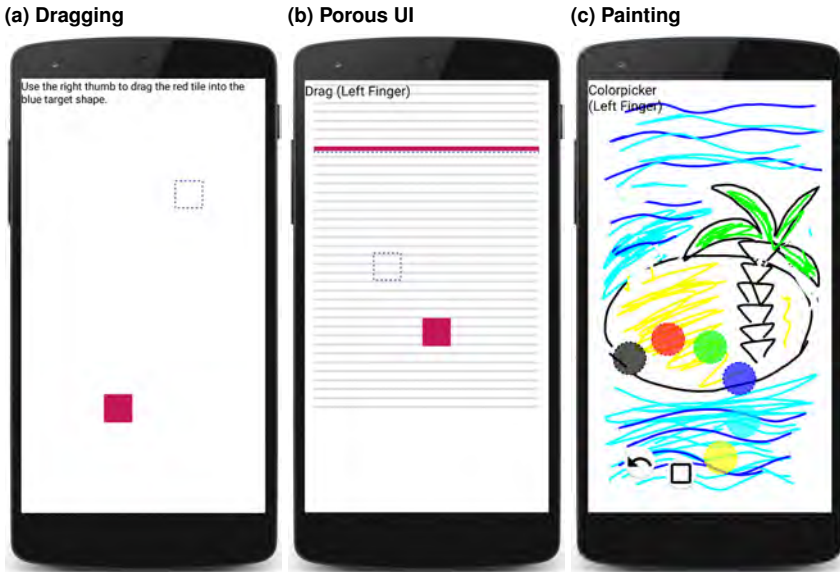 (a) Dragging
(b) Porous UI
(c) Painting
Use the right thumb to drag the red tile into the
blue target shape.
Drag (Left Finger)
Colorpicker
(Left Finger)